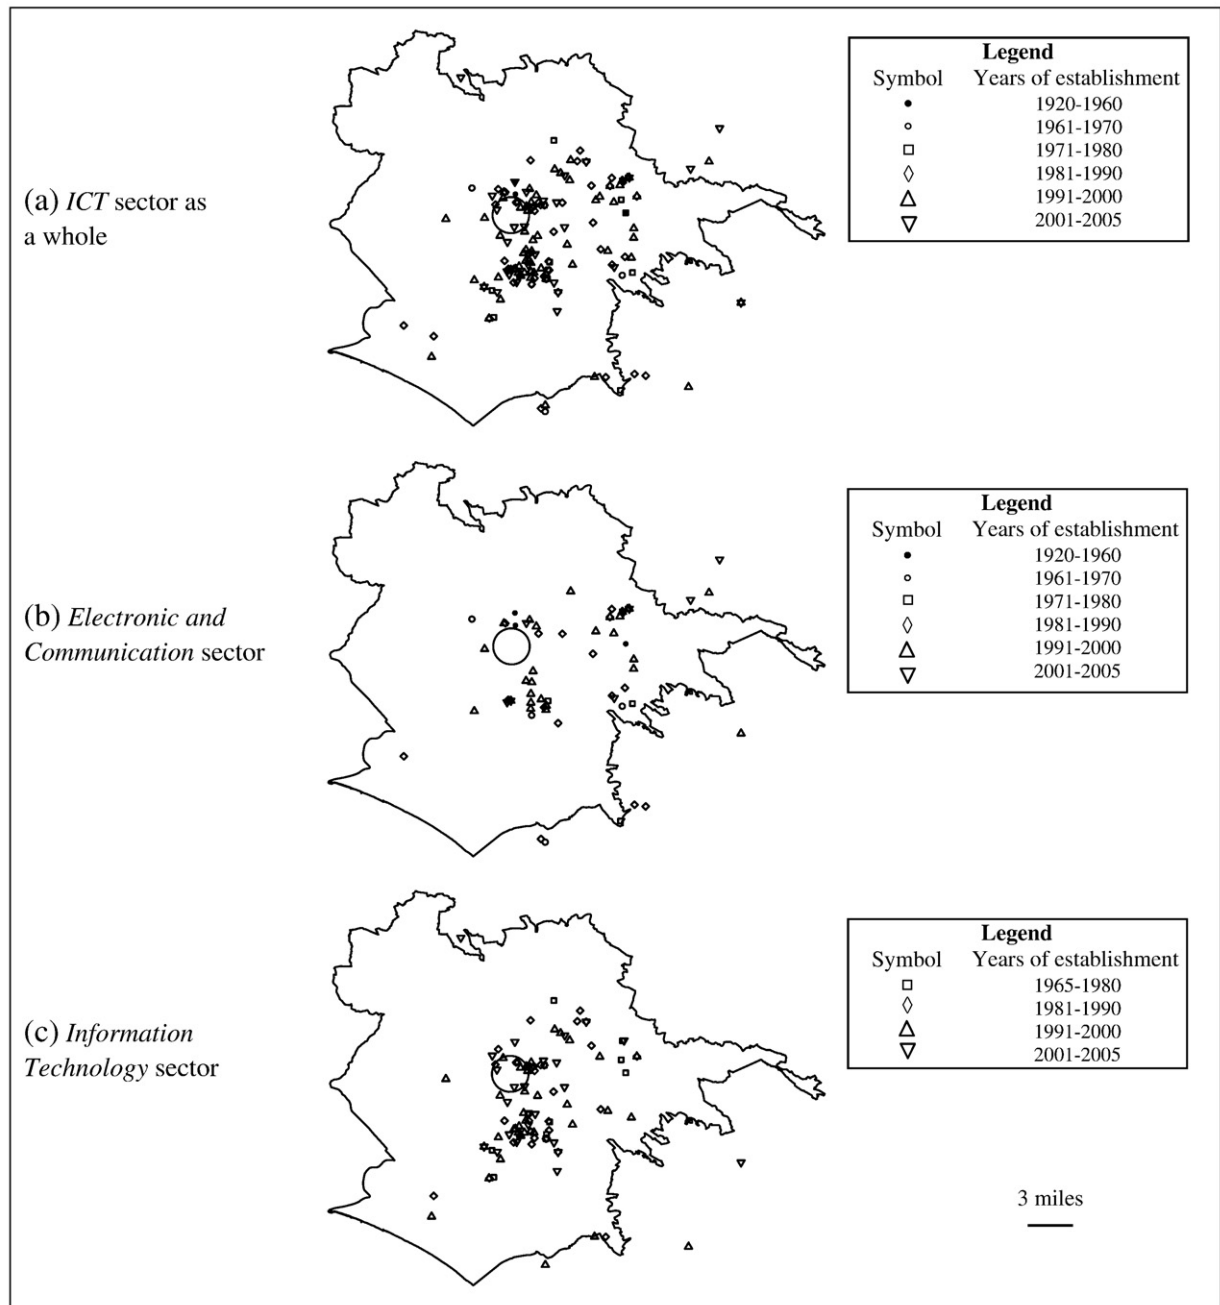 Legend
Symbol Years of establishment
1920-1960
1961-1970
1971-1980
1981-1990
1991-2000
2001-2005
(a) ICT sector as
a whole
Legend
Symbol Years of establishment
1920-1960
1961-1970
1971-1980
1981-1990
1991-2000
2001-2005
(b) Electronic and
Communication sector
Legend
Symbol Years of establishment
1965-1980
1981-1990
1991-2000
2001-2005
(c) Information
Technology sector
3 miles